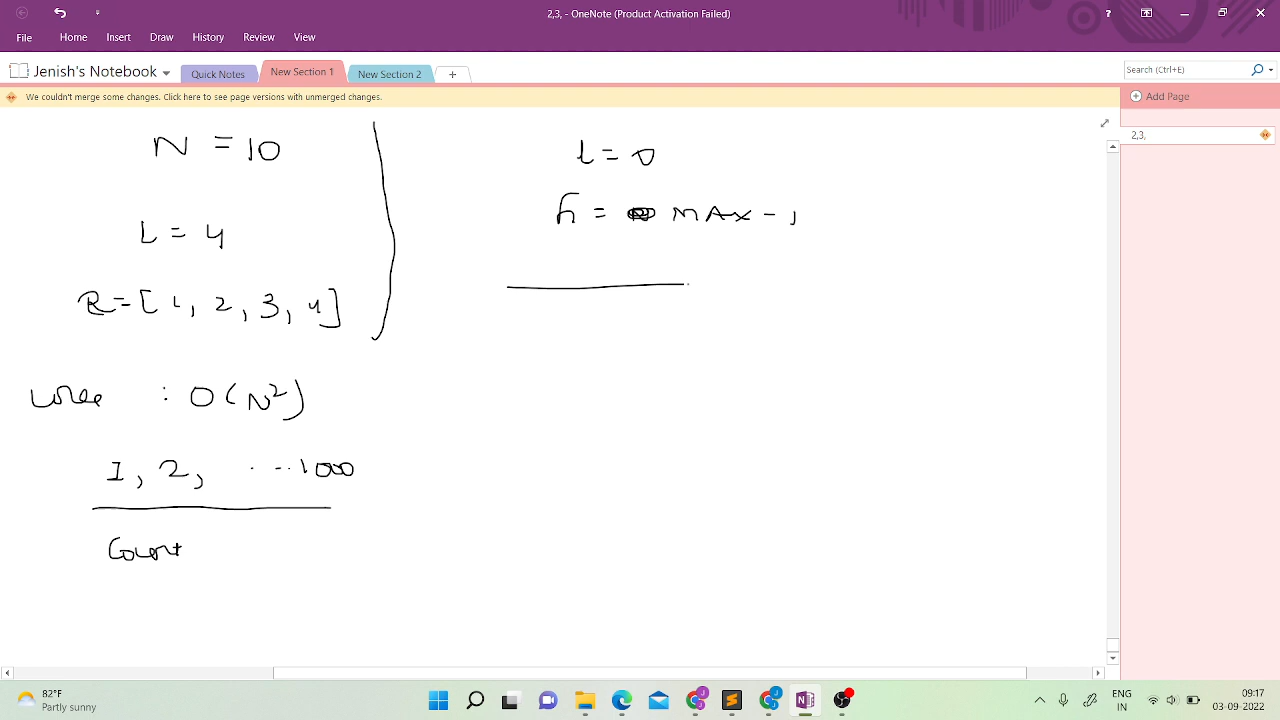 2,3, - OneNote (Product Activation Failed)
File Home Insert Draw History Review View
Jenish's Notebook Quick Notes New Section 1 New Section 2
Search (Ctrl+E)
We couldn't merge some changes. Click here to see page versions with unmerged changes.
Add Page
2,3,
N = 10
L = 4
R = [1, 2, 3, 4]
: O(N²)
1, 2, ...1000
Count
l = 0
h = MAX - 1
82°F
Partly sunny
ENG
IN
09:17
03-09-2022